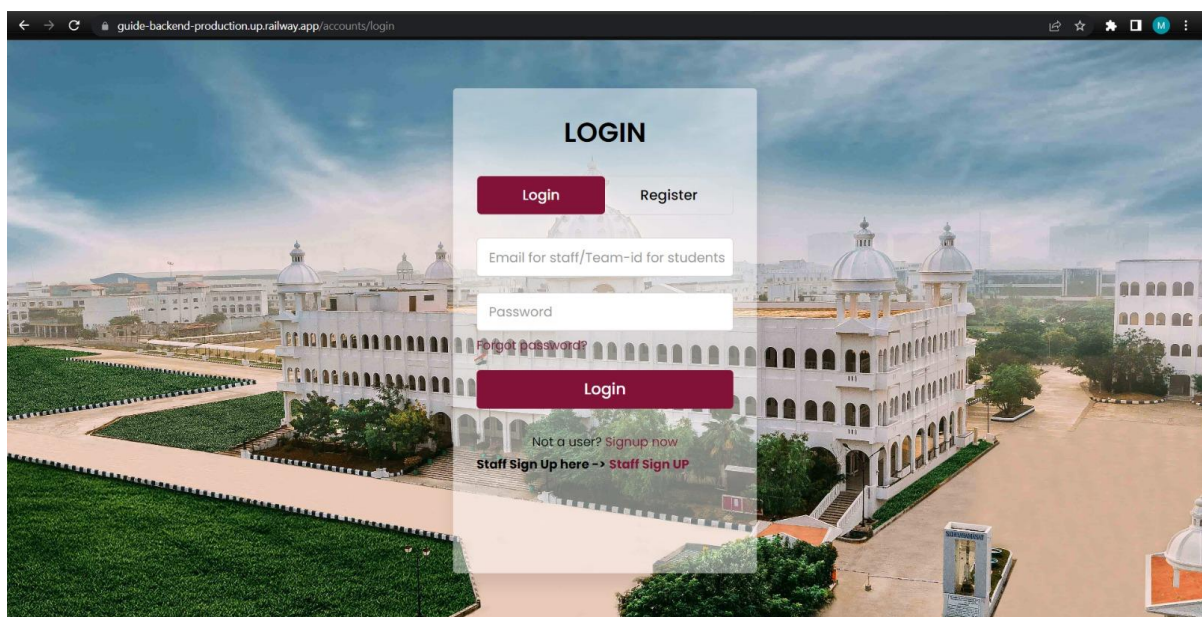 guide-backend-production.up.railway.app/accounts/login
M
LOGIN
Login Register
Email for staff/Team-id for students
Password
Forgot password?
Login
Not a user? Signup now
Staff Sign Up here -> Staff Sign UP